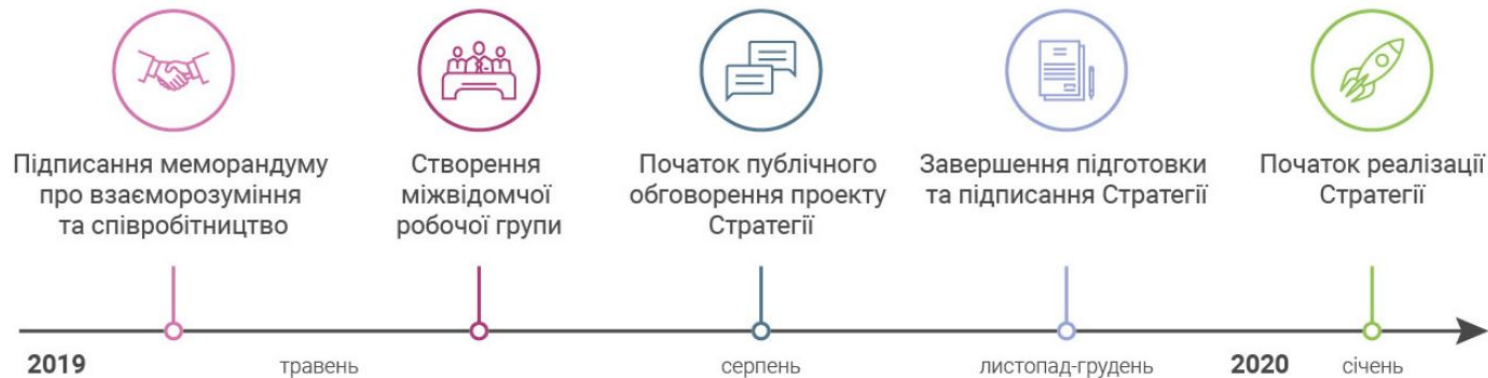 Підписання меморандуму
про взаєморозуміння
та співробітництво
Створення
міжвідомчої
робочої групи
Початок публічного
обговорення проекту
Стратегії
Завершення підготовки
та підписання Стратегії
Початок реалізації
Стратегії
2019
травень
серпень
листопад-грудень
2020
січень